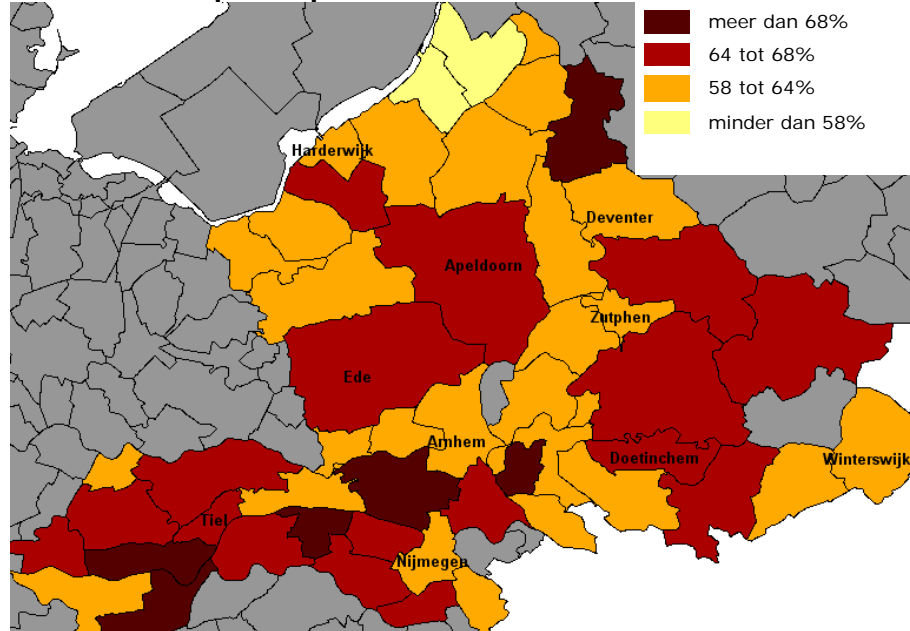 meer dan 68%
64 tot 68%
58 tot 64%
minder dan 58%
Harderwijk
Deventer
Apeldoorn
Zutphen
Ede
Arnhem
Doetinchem
Winterswijk
Tiel
Nijmegen